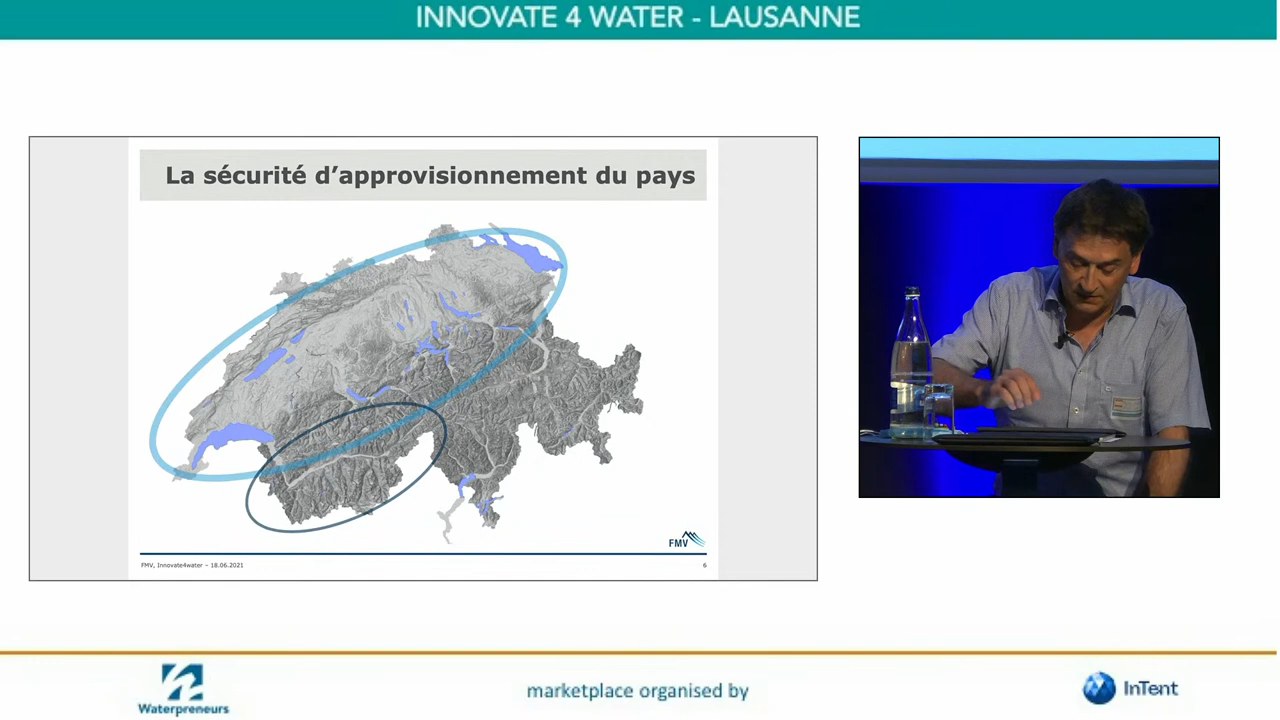 INNOVATE 4 WATER - LAUSANNE
La sécurité d'approvisionnement du pays
FMV
FMV, Innovate4water – 18.06.2021
6
Waterpreneurs
marketplace organised by
InTent